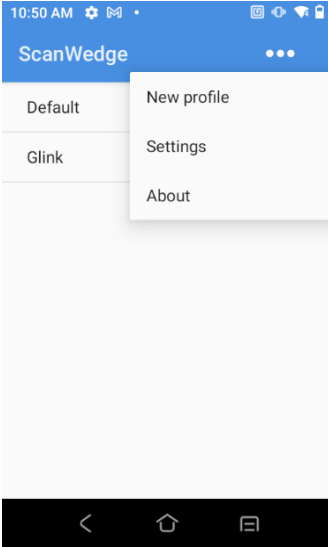 10:50 AM
ScanWedge
Default
Glink
New profile
Settings
About